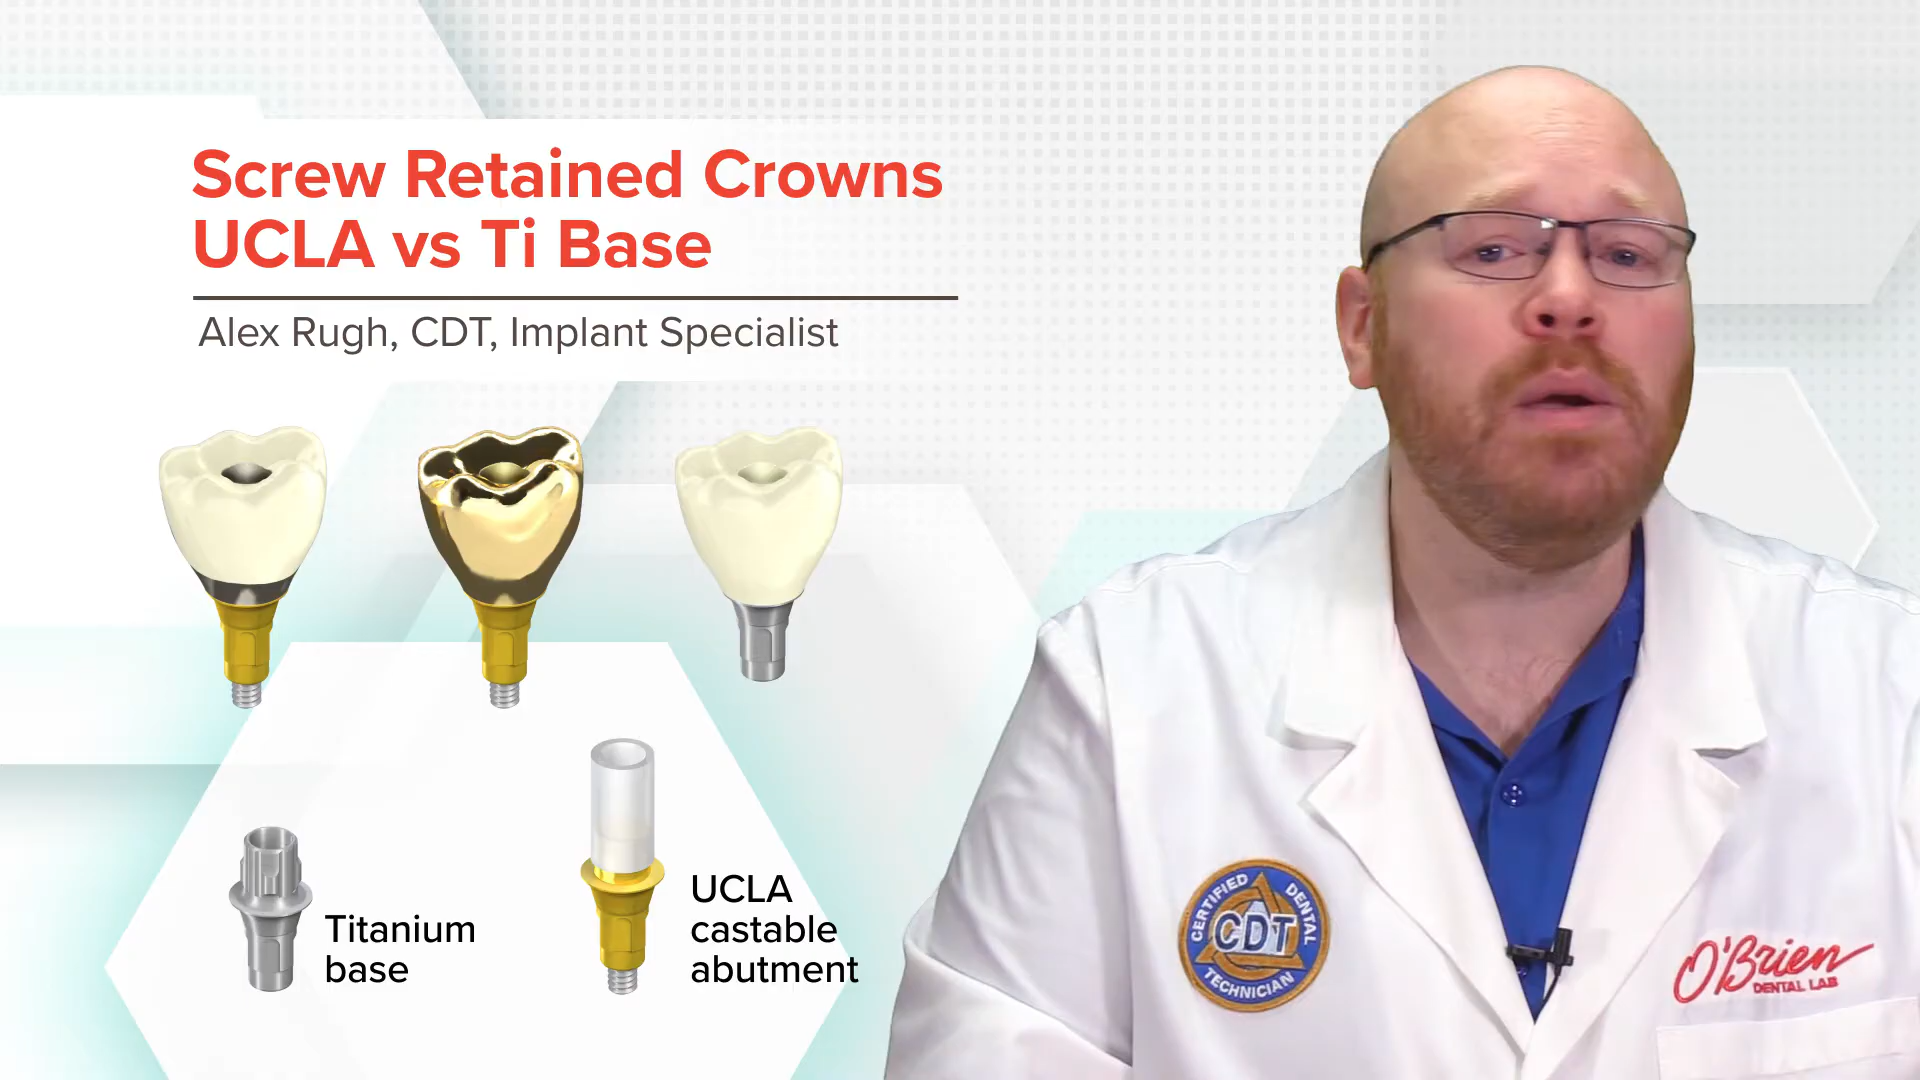 Screw Retained Crowns
UCLA vs Ti Base
Alex Rugh, CDT, Implant Specialist
Titanium
base
UCLA
castable
abutment
CERTIFIED DENTAL
CDT
TECHNICIAN
O'Brien
DENTAL LAB